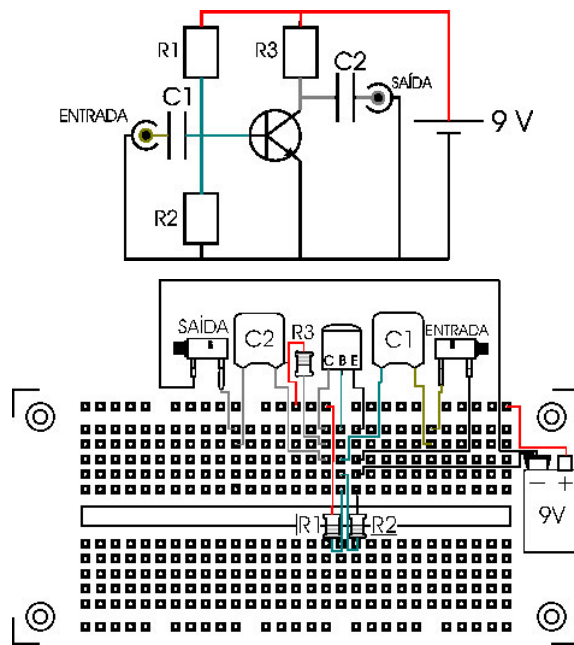 R1
R3
C2
SAÍDA
C1
ENTRADA
9 V
R2
SAÍDA
C2
R3
C B E
C1
ENTRADA
- +
9V
R1
R2